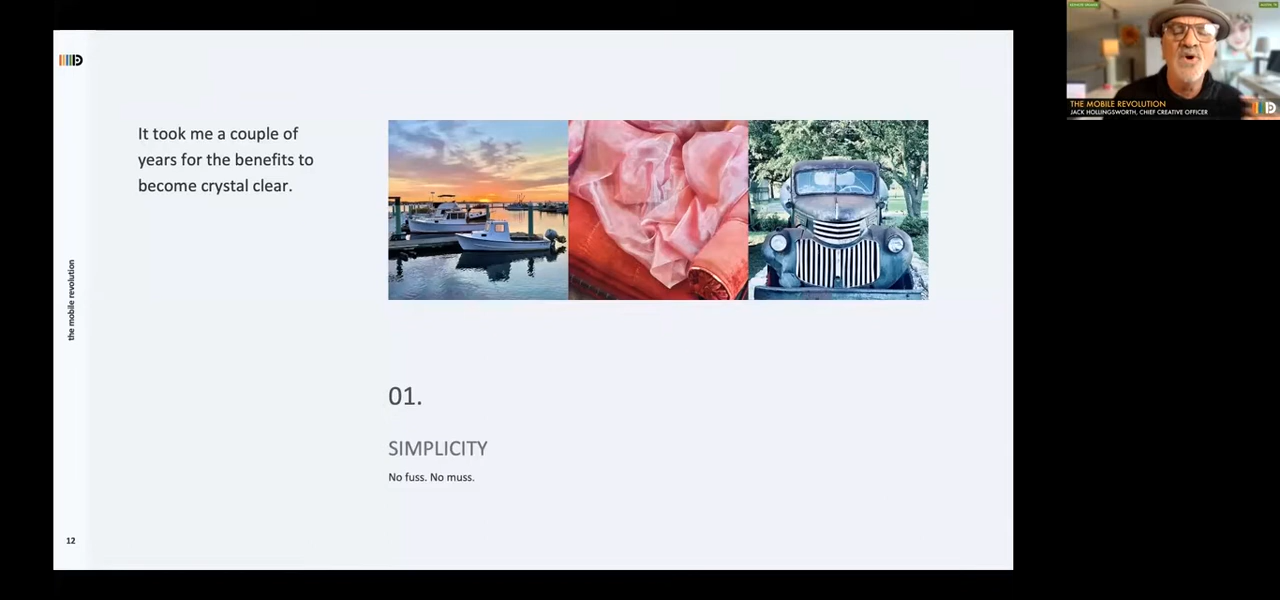 It took me a couple of
years for the benefits to
become crystal clear.
01.
SIMPLICITY
No fuss. No muss.
the mobile revolution
12
THE MOBILE REVOLUTION
JACK HOLLINGSWORTH, CHIEF CREATIVE OFFICER